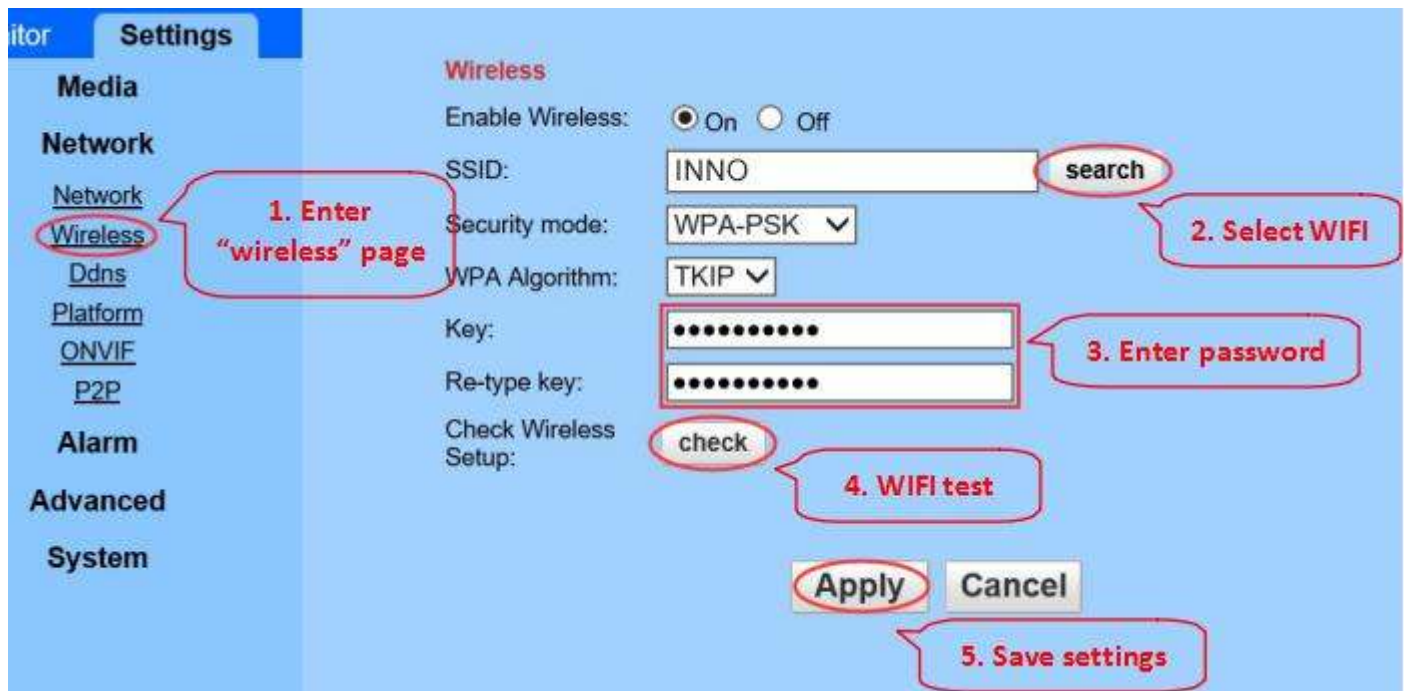 itor Settings
Media
Network
Network
Wireless
Ddns
Platform
ONVIF
P2P
Alarm
Advanced
System
1. Enter
“wireless” page
Wireless
Enable Wireless: On Off
SSID: INNO search
2. Select WIFI
Security mode: WPA-PSK
WPA Algorithm: TKIP
Key: ●●●●●●●●●●
Re-type key: ●●●●●●●●●●
3. Enter password
Check Wireless
Setup: check
4. WIFI test
Apply Cancel
5. Save settings